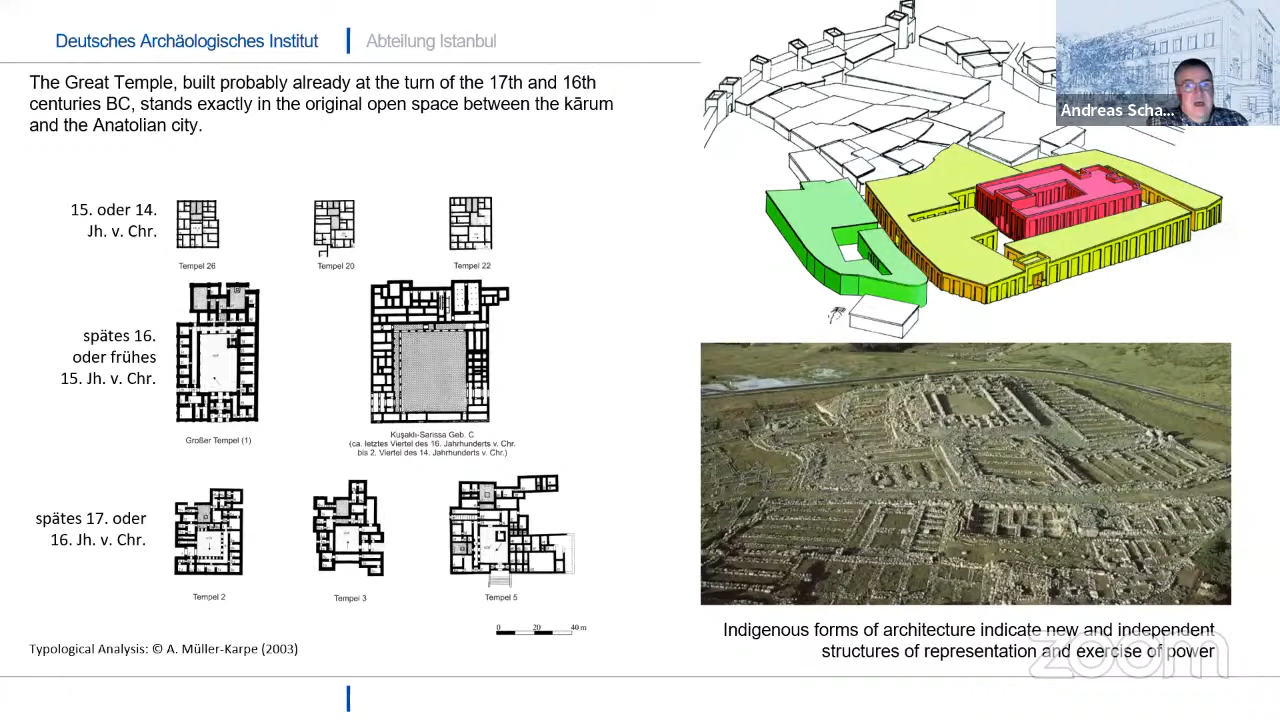 Deutsches Archäologisches Institut
Abteilung Istanbul
The Great Temple, built probably already at the turn of the 17th and 16th
centuries BC, stands exactly in the original open space between the kārum
and the Anatolian city.
Andreas Scha...
15. oder 14.
Jh. v. Chr.
Tempel 26
Tempel 20
Tempel 22
spätes 16.
oder frühes
15. Jh. v. Chr.
Großer Tempel (1)
Kuşaklı-Sarissa Geb. C
(ca. letztes Viertel des 16. Jahrhunderts v. Chr.
bis 2. Viertel des 14. Jahrhunderts v. Chr.)
spätes 17. oder
16. Jh. v. Chr.
Tempel 2
Tempel 3
Tempel 5
0 20 40 m
Typological Analysis: © A. Müller-Karpe (2003)
Indigenous forms of architecture indicate new and independent
structures of representation and exercise of power
zoom